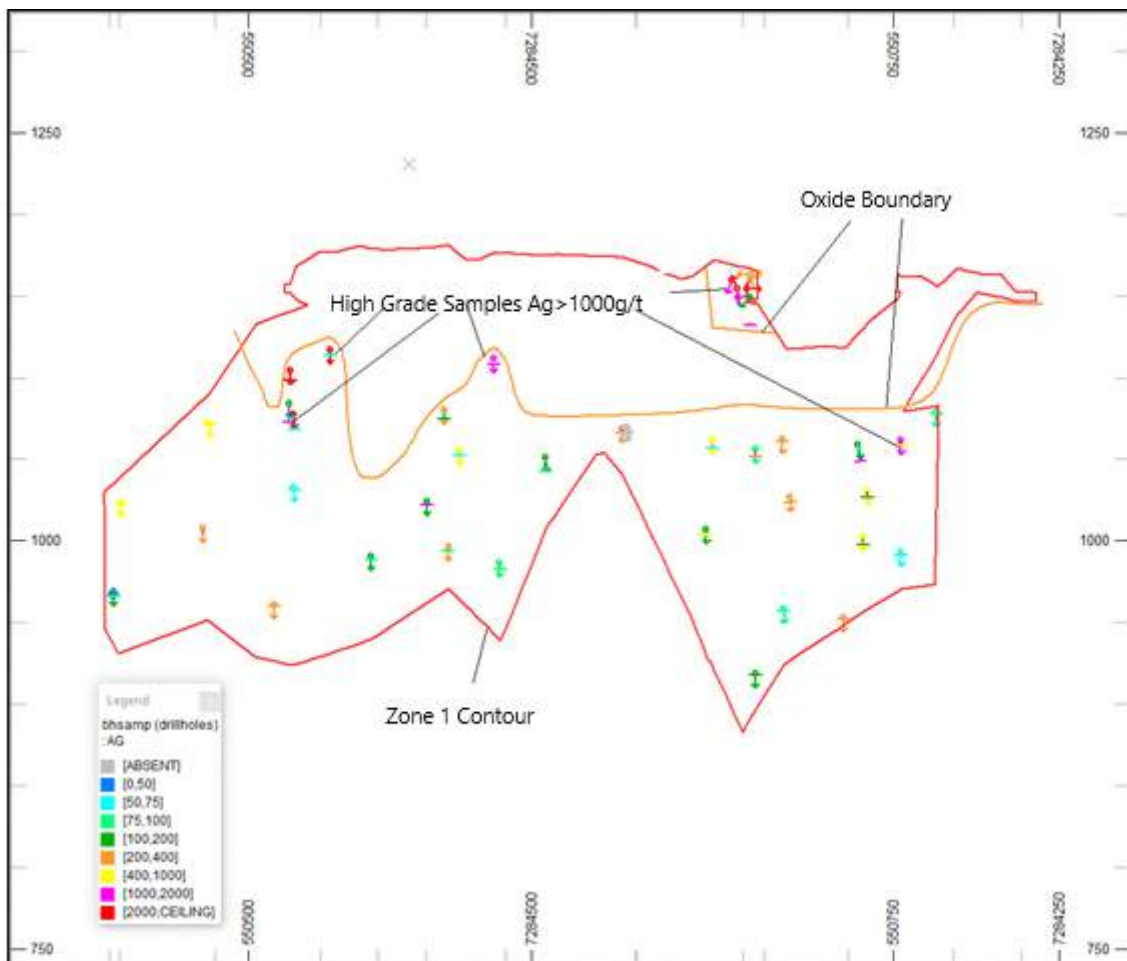 550500 7284500 550750 7284250
1250 1250
Oxide Boundary
High Grade Samples Ag>1000g/t
1000 1000
Zone 1 Contour
Legend
bhsamp (drillholes)
: AG
[ABSENT]
[0,50]
[50,75]
[75,100]
[100,200]
[200,400]
[400,1000]
[1000,2000]
[2000,CEILING]
750 750
550500 7284500 550750 7284250